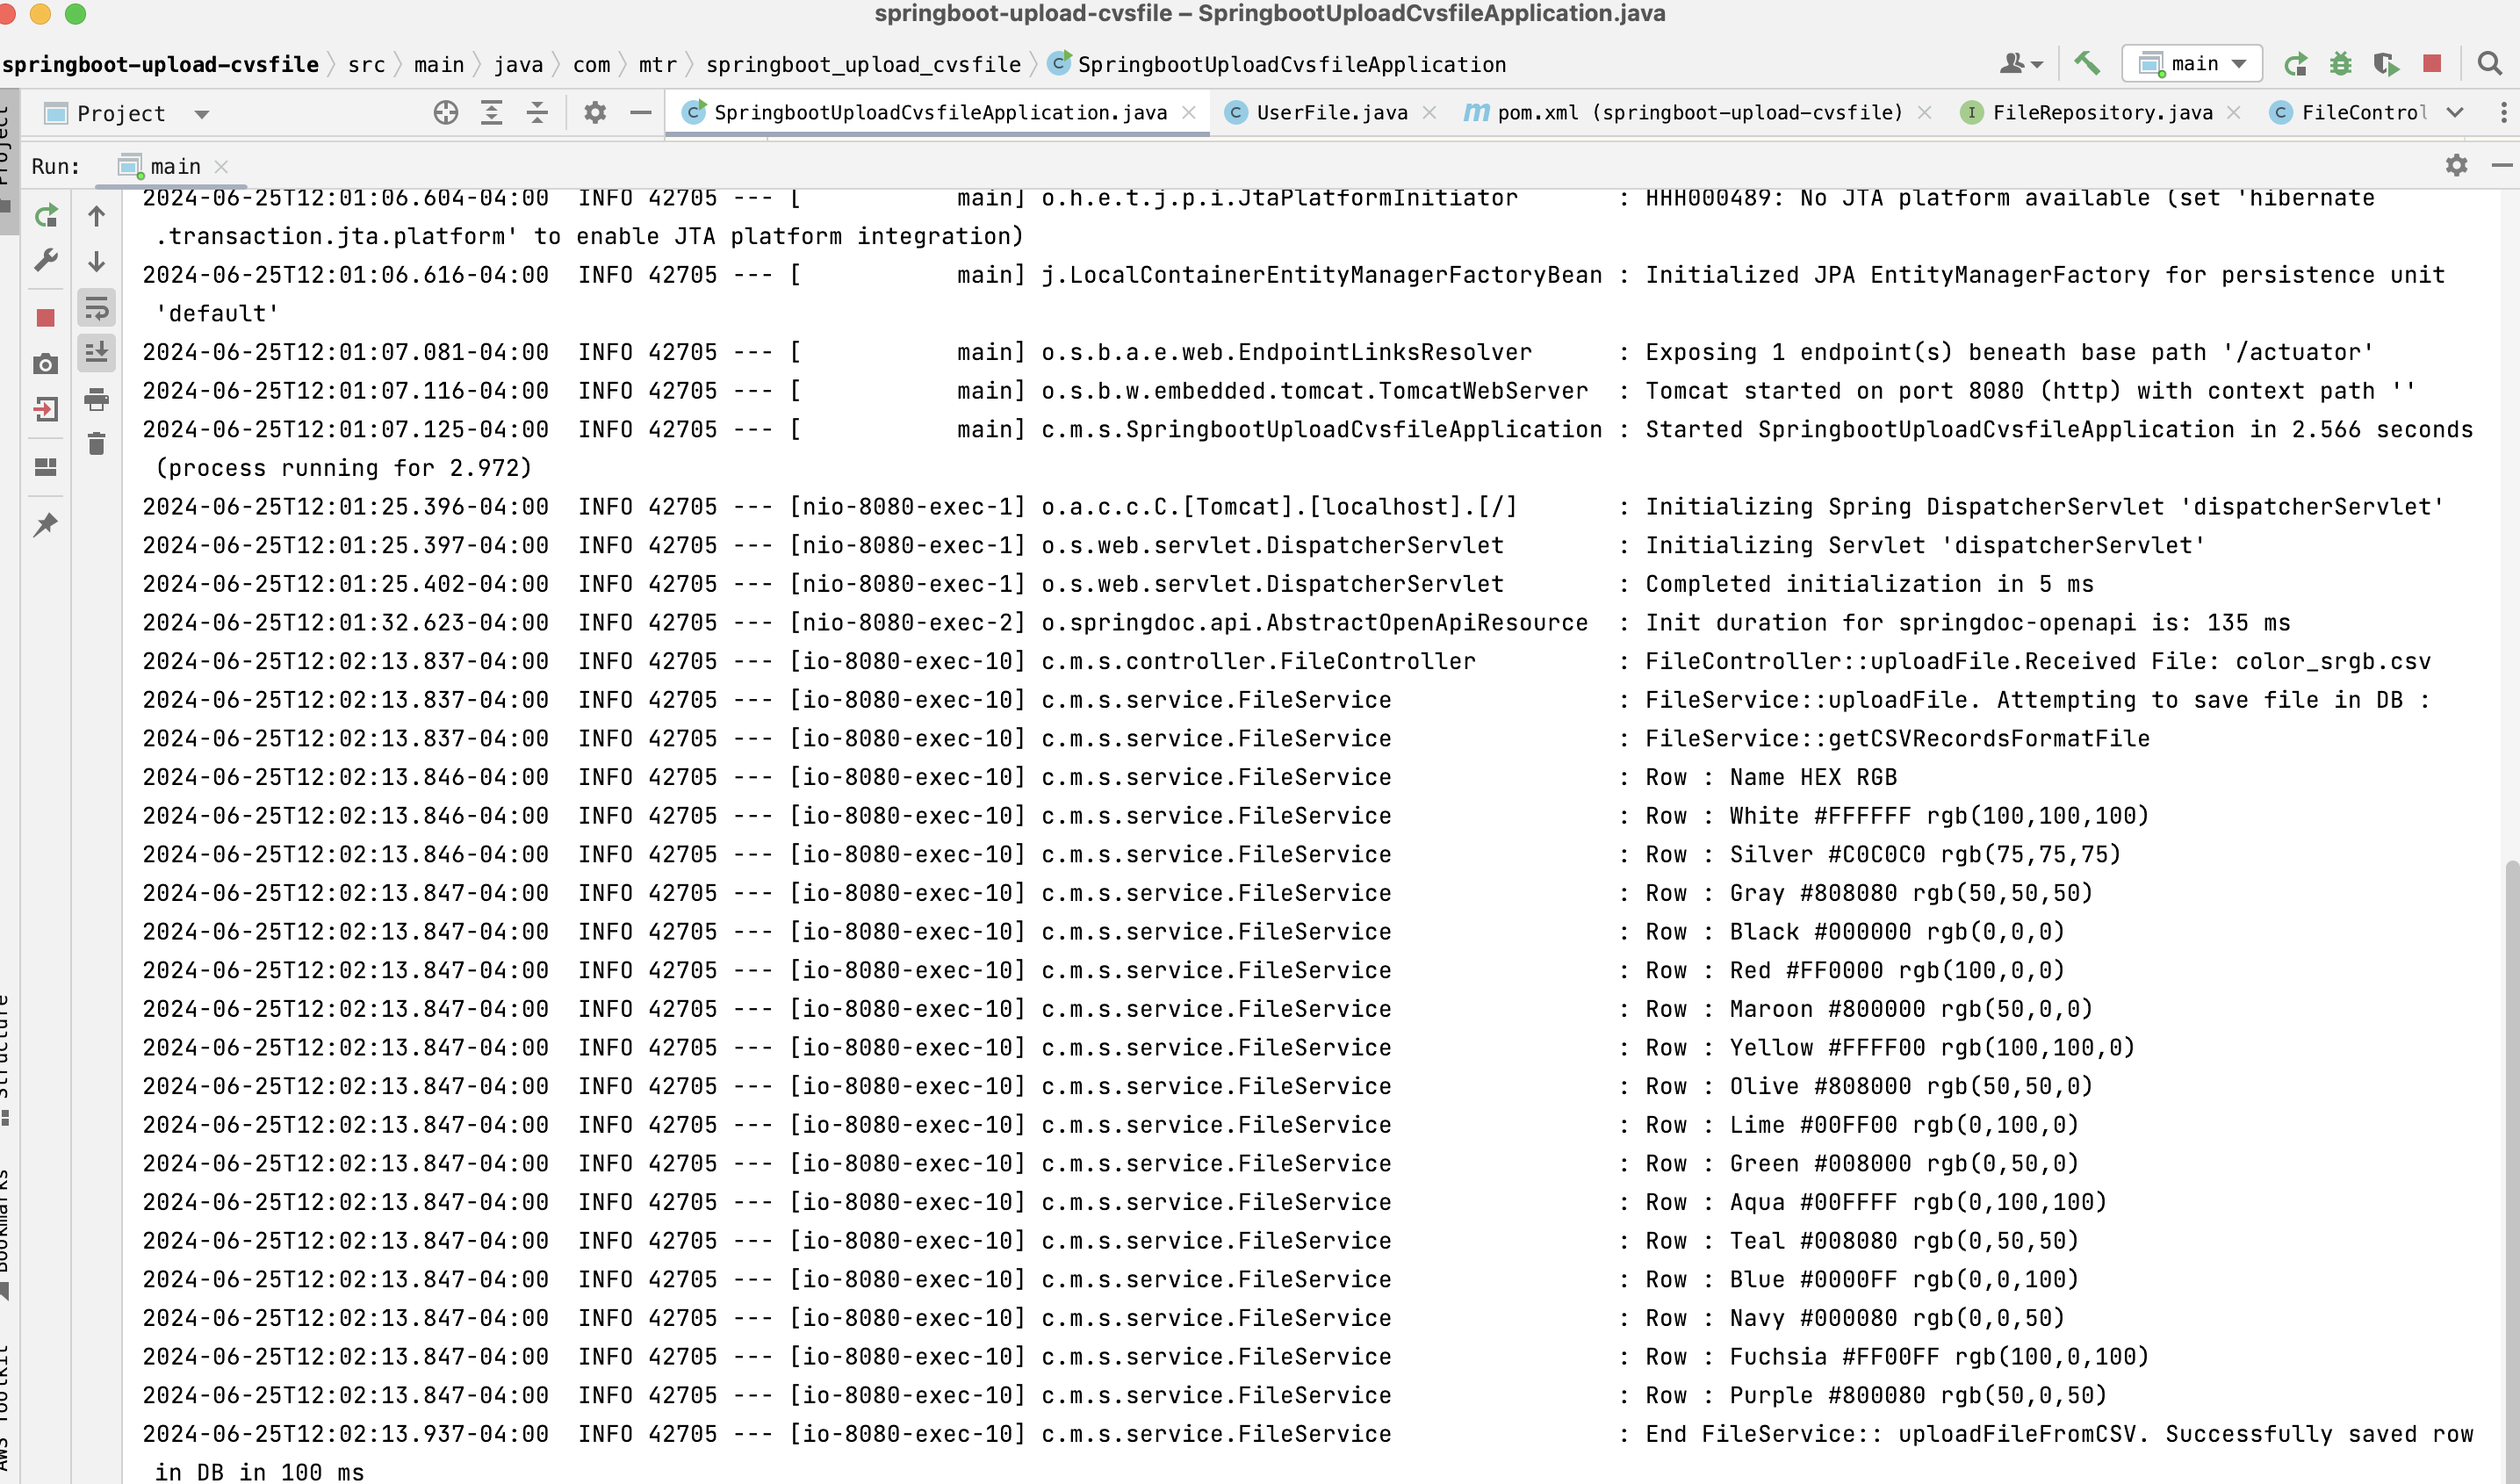 springboot-upload-cvsfile – SpringbootUploadCvsfileApplication.java
springboot-upload-cvsfile src main java com mtr springboot_upload_cvsfile SpringbootUploadCvsfileApplication main
Project SpringbootUploadCvsfileApplication.java UserFile.java pom.xml (springboot-upload-cvsfile) FileRepository.java FileControl
Project
Run: main
2024-06-25T12:01:06.604-04:00  INFO 42705 --- [           main] o.h.e.t.j.p.i.JtaPlatformInitiator       : HHH000489: No JTA platform available (set 'hibernate
.transaction.jta.platform' to enable JTA platform integration)
2024-06-25T12:01:06.616-04:00  INFO 42705 --- [           main] j.LocalContainerEntityManagerFactoryBean : Initialized JPA EntityManagerFactory for persistence unit
'default'
2024-06-25T12:01:07.081-04:00  INFO 42705 --- [           main] o.s.b.a.e.web.EndpointLinksResolver      : Exposing 1 endpoint(s) beneath base path '/actuator'
2024-06-25T12:01:07.116-04:00  INFO 42705 --- [           main] o.s.b.w.embedded.tomcat.TomcatWebServer  : Tomcat started on port 8080 (http) with context path ''
2024-06-25T12:01:07.125-04:00  INFO 42705 --- [           main] c.m.s.SpringbootUploadCvsfileApplication : Started SpringbootUploadCvsfileApplication in 2.566 seconds
(process running for 2.972)
2024-06-25T12:01:25.396-04:00  INFO 42705 --- [nio-8080-exec-1] o.a.c.c.C.[Tomcat].[localhost].[/]       : Initializing Spring DispatcherServlet 'dispatcherServlet'
2024-06-25T12:01:25.397-04:00  INFO 42705 --- [nio-8080-exec-1] o.s.web.servlet.DispatcherServlet        : Initializing Servlet 'dispatcherServlet'
2024-06-25T12:01:25.402-04:00  INFO 42705 --- [nio-8080-exec-1] o.s.web.servlet.DispatcherServlet        : Completed initialization in 5 ms
2024-06-25T12:01:32.623-04:00  INFO 42705 --- [nio-8080-exec-2] o.springdoc.api.AbstractOpenApiResource  : Init duration for springdoc-openapi is: 135 ms
2024-06-25T12:02:13.837-04:00  INFO 42705 --- [io-8080-exec-10] c.m.s.controller.FileController          : FileController::uploadFile.Received File: color_srgb.csv
2024-06-25T12:02:13.837-04:00  INFO 42705 --- [io-8080-exec-10] c.m.s.service.FileService                : FileService::uploadFile. Attempting to save file in DB :
2024-06-25T12:02:13.837-04:00  INFO 42705 --- [io-8080-exec-10] c.m.s.service.FileService                : FileService::getCSVRecordsFormatFile
2024-06-25T12:02:13.846-04:00  INFO 42705 --- [io-8080-exec-10] c.m.s.service.FileService                : Row : Name HEX RGB
2024-06-25T12:02:13.846-04:00  INFO 42705 --- [io-8080-exec-10] c.m.s.service.FileService                : Row : White #FFFFFF rgb(100,100,100)
2024-06-25T12:02:13.846-04:00  INFO 42705 --- [io-8080-exec-10] c.m.s.service.FileService                : Row : Silver #C0C0C0 rgb(75,75,75)
2024-06-25T12:02:13.847-04:00  INFO 42705 --- [io-8080-exec-10] c.m.s.service.FileService                : Row : Gray #808080 rgb(50,50,50)
2024-06-25T12:02:13.847-04:00  INFO 42705 --- [io-8080-exec-10] c.m.s.service.FileService                : Row : Black #000000 rgb(0,0,0)
2024-06-25T12:02:13.847-04:00  INFO 42705 --- [io-8080-exec-10] c.m.s.service.FileService                : Row : Red #FF0000 rgb(100,0,0)
2024-06-25T12:02:13.847-04:00  INFO 42705 --- [io-8080-exec-10] c.m.s.service.FileService                : Row : Maroon #800000 rgb(50,0,0)
2024-06-25T12:02:13.847-04:00  INFO 42705 --- [io-8080-exec-10] c.m.s.service.FileService                : Row : Yellow #FFFF00 rgb(100,100,0)
2024-06-25T12:02:13.847-04:00  INFO 42705 --- [io-8080-exec-10] c.m.s.service.FileService                : Row : Olive #808000 rgb(50,50,0)
2024-06-25T12:02:13.847-04:00  INFO 42705 --- [io-8080-exec-10] c.m.s.service.FileService                : Row : Lime #00FF00 rgb(0,100,0)
2024-06-25T12:02:13.847-04:00  INFO 42705 --- [io-8080-exec-10] c.m.s.service.FileService                : Row : Green #008000 rgb(0,50,0)
2024-06-25T12:02:13.847-04:00  INFO 42705 --- [io-8080-exec-10] c.m.s.service.FileService                : Row : Aqua #00FFFF rgb(0,100,100)
2024-06-25T12:02:13.847-04:00  INFO 42705 --- [io-8080-exec-10] c.m.s.service.FileService                : Row : Teal #008080 rgb(0,50,50)
2024-06-25T12:02:13.847-04:00  INFO 42705 --- [io-8080-exec-10] c.m.s.service.FileService                : Row : Blue #0000FF rgb(0,0,100)
2024-06-25T12:02:13.847-04:00  INFO 42705 --- [io-8080-exec-10] c.m.s.service.FileService                : Row : Navy #000080 rgb(0,0,50)
2024-06-25T12:02:13.847-04:00  INFO 42705 --- [io-8080-exec-10] c.m.s.service.FileService                : Row : Fuchsia #FF00FF rgb(100,0,100)
2024-06-25T12:02:13.847-04:00  INFO 42705 --- [io-8080-exec-10] c.m.s.service.FileService                : Row : Purple #800080 rgb(50,0,50)
2024-06-25T12:02:13.937-04:00  INFO 42705 --- [io-8080-exec-10] c.m.s.service.FileService                : End FileService:: uploadFileFromCSV. Successfully saved row
in DB in 100 ms
Structure
Bookmarks
AWS Toolkit